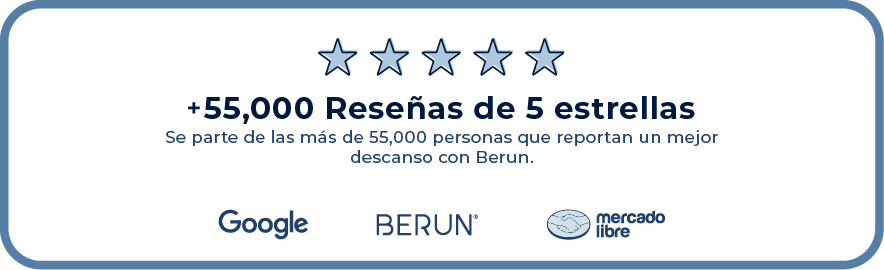 +55,000 Reseñas de 5 estrellas
Se parte de las más de 55,000 personas que reportan un mejor
descanso con Berun.
Google BERUN® mercado
libre